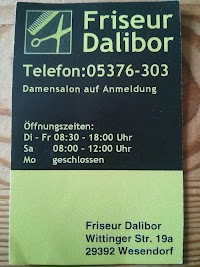 Friseur
Dalibor
Telefon:05376-303
Damensalon auf Anmeldung
Öffnungszeiten:
Di - Fr 08:30 - 18:00 Uhr
Sa 08:00 - 12:00 Uhr
Mo geschlossen
Friseur Dalibor
Wittinger Str. 19a
29392 Wesendorf